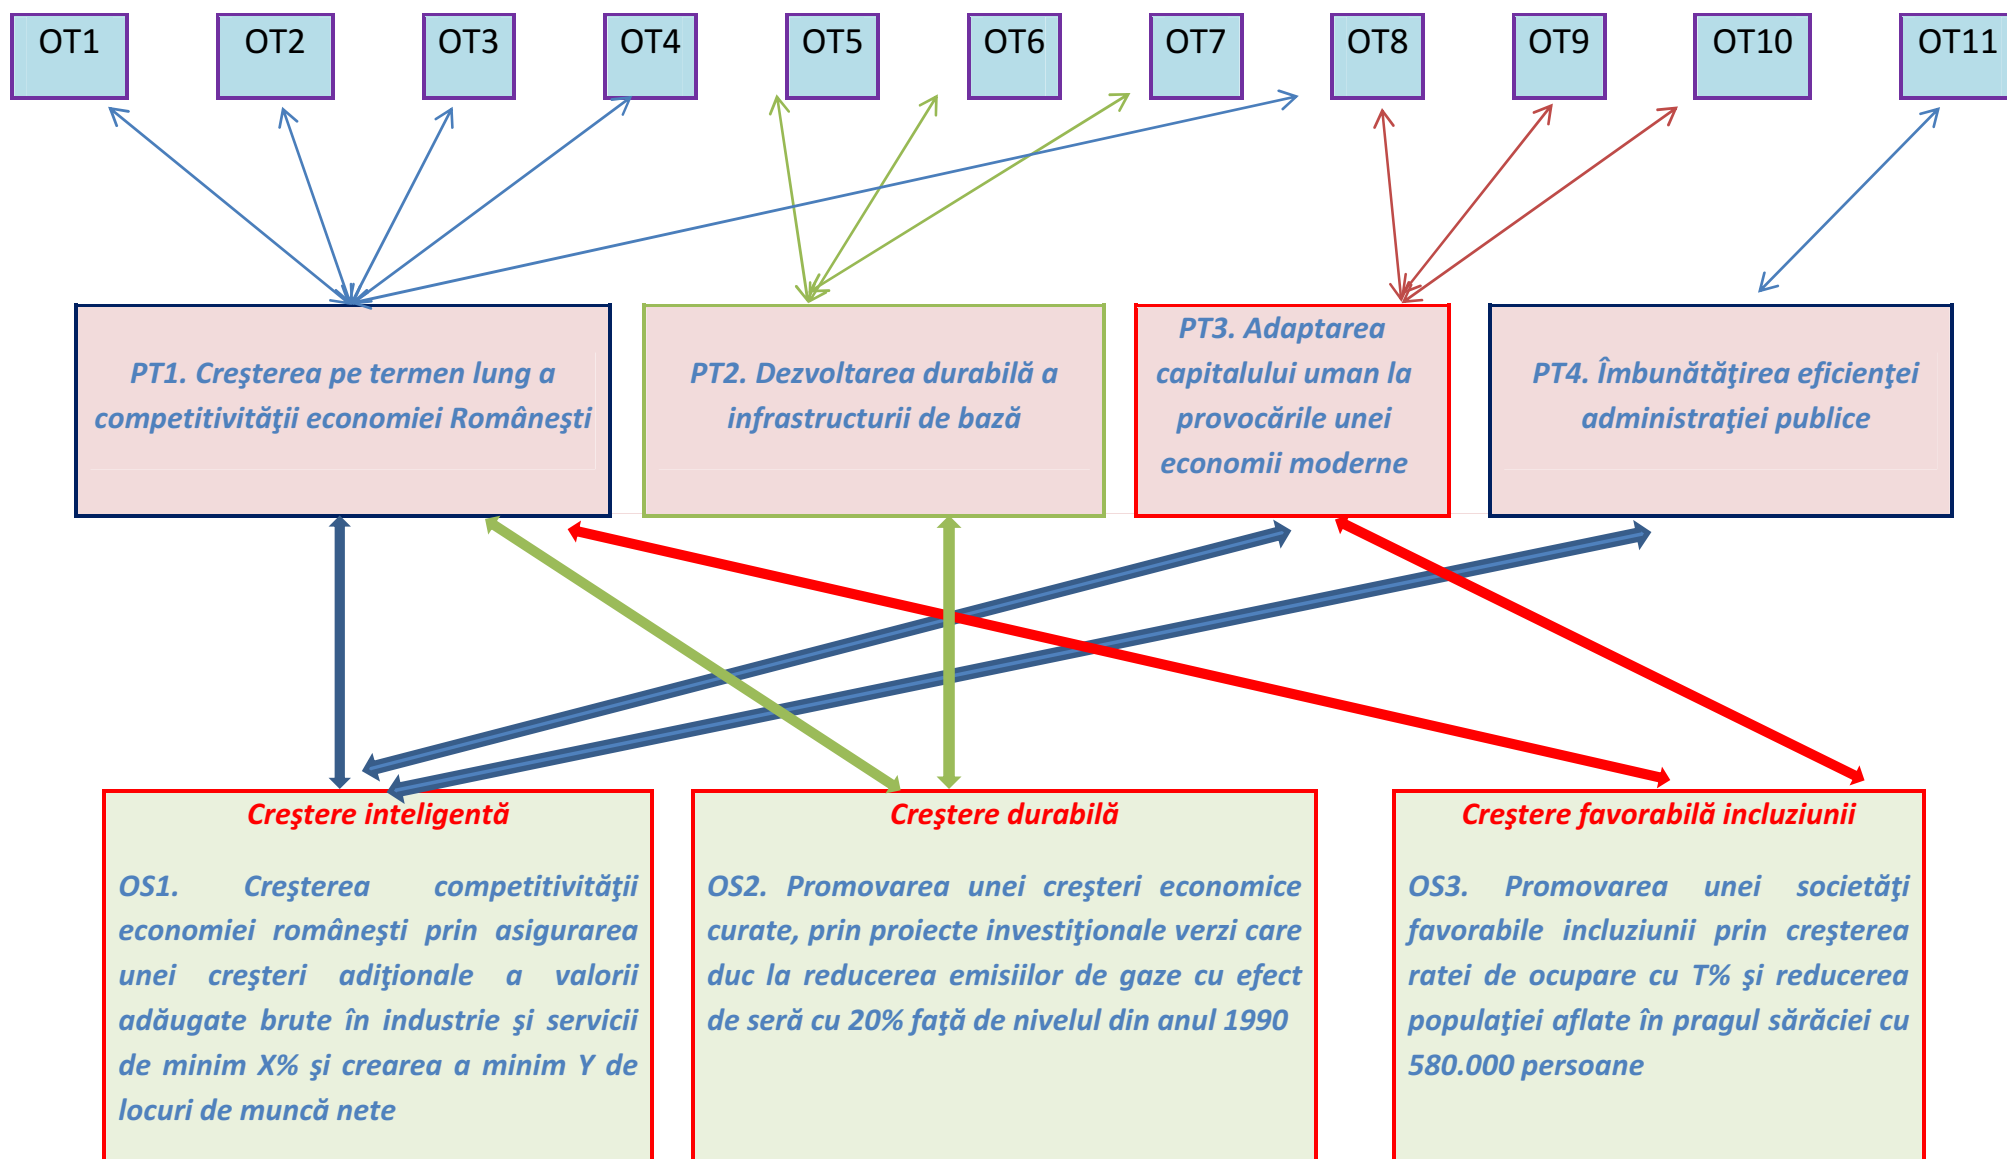 OT1
OT2
OT3
OT4
OT5
OT6
OT7
OT8
OT9
OT10
OT11
PT1. Creşterea pe termen lung a
competitivităţii economiei Româneşti
PT2. Dezvoltarea durabilă a
infrastructurii de bază
PT3. Adaptarea
capitalului uman la
provocările unei
economii moderne
PT4. Îmbunătăţirea eficienţei
administraţiei publice
Creştere inteligentă
OS1. Creşterea competitivităţii
economiei româneşti prin asigurarea
unei creşteri adiţionale a valorii
adăugate brute în industrie şi servicii
de minim X% şi crearea a minim Y de
locuri de muncă nete
Creştere durabilă
OS2. Promovarea unei creşteri economice
curate, prin proiecte investiţionale verzi care
duc la reducerea emisiilor de gaze cu efect
de seră cu 20% faţă de nivelul din anul 1990
Creştere favorabilă incluziunii
OS3. Promovarea unei societăţi
favorabile incluziunii prin creşterea
ratei de ocupare cu T% şi reducerea
populaţiei aflate în pragul sărăciei cu
580.000 persoane